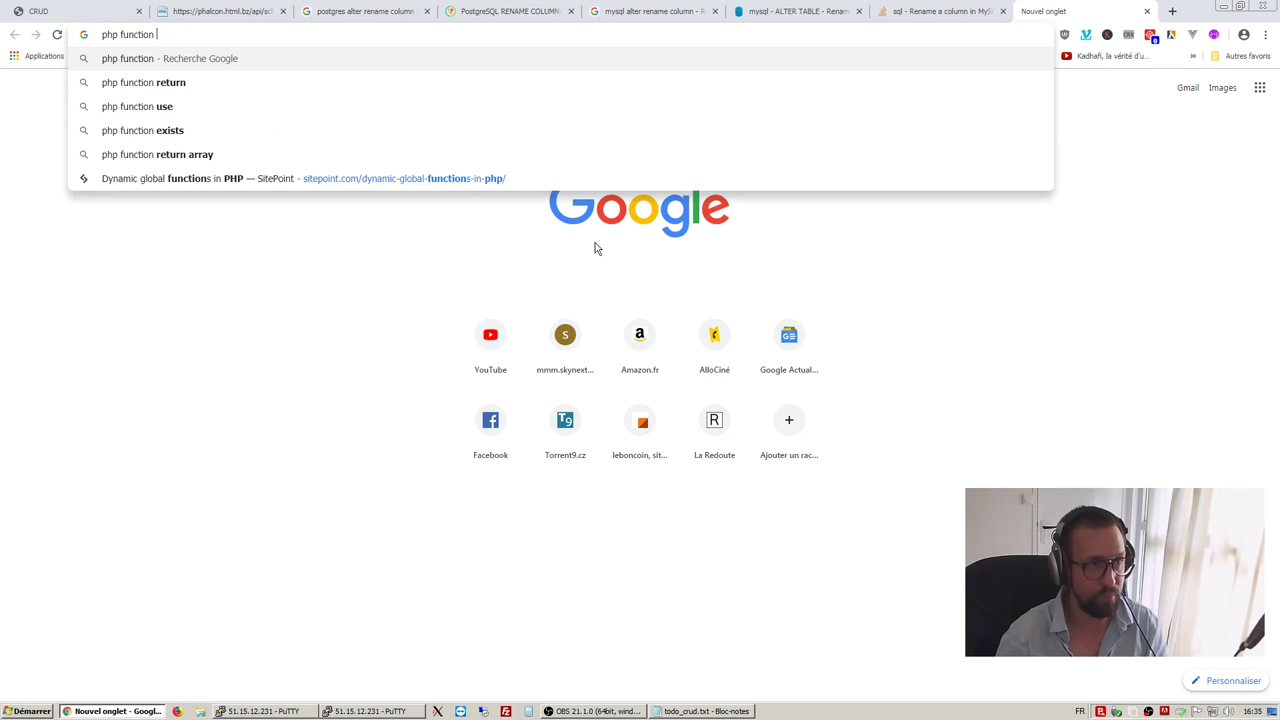 CRUD
https://phalcon.html.bz/api/sch
postgres alter rename column -
PostgreSQL RENAME COLUMN
mysql alter rename column - R
mysql - ALTER TABLE - Renam
sql - Rename a column in MyS
Nouvel onglet
php function
Applications
Kadhafi, la vérité d'u...
»
Autres favoris
php function - Recherche Google
php function return
php function use
php function exists
php function return array
Dynamic global functions in PHP — SitePoint - sitepoint.com/dynamic-global-functions-in-php/
Gmail
Images
Google
YouTube
mmm.skynext...
Amazon.fr
AlloCiné
Google Actual...
Facebook
Torrent9.cz
leboncoin, sit...
La Redoute
Ajouter un rac...
Personnaliser
Démarrer
Nouvel onglet - Googl...
51.15.12.231 - PuTTY
51.15.12.231 - PuTTY
OBS 21.1.0 (64bit, wind...
todo_crud.txt - Bloc-notes
FR
16:35